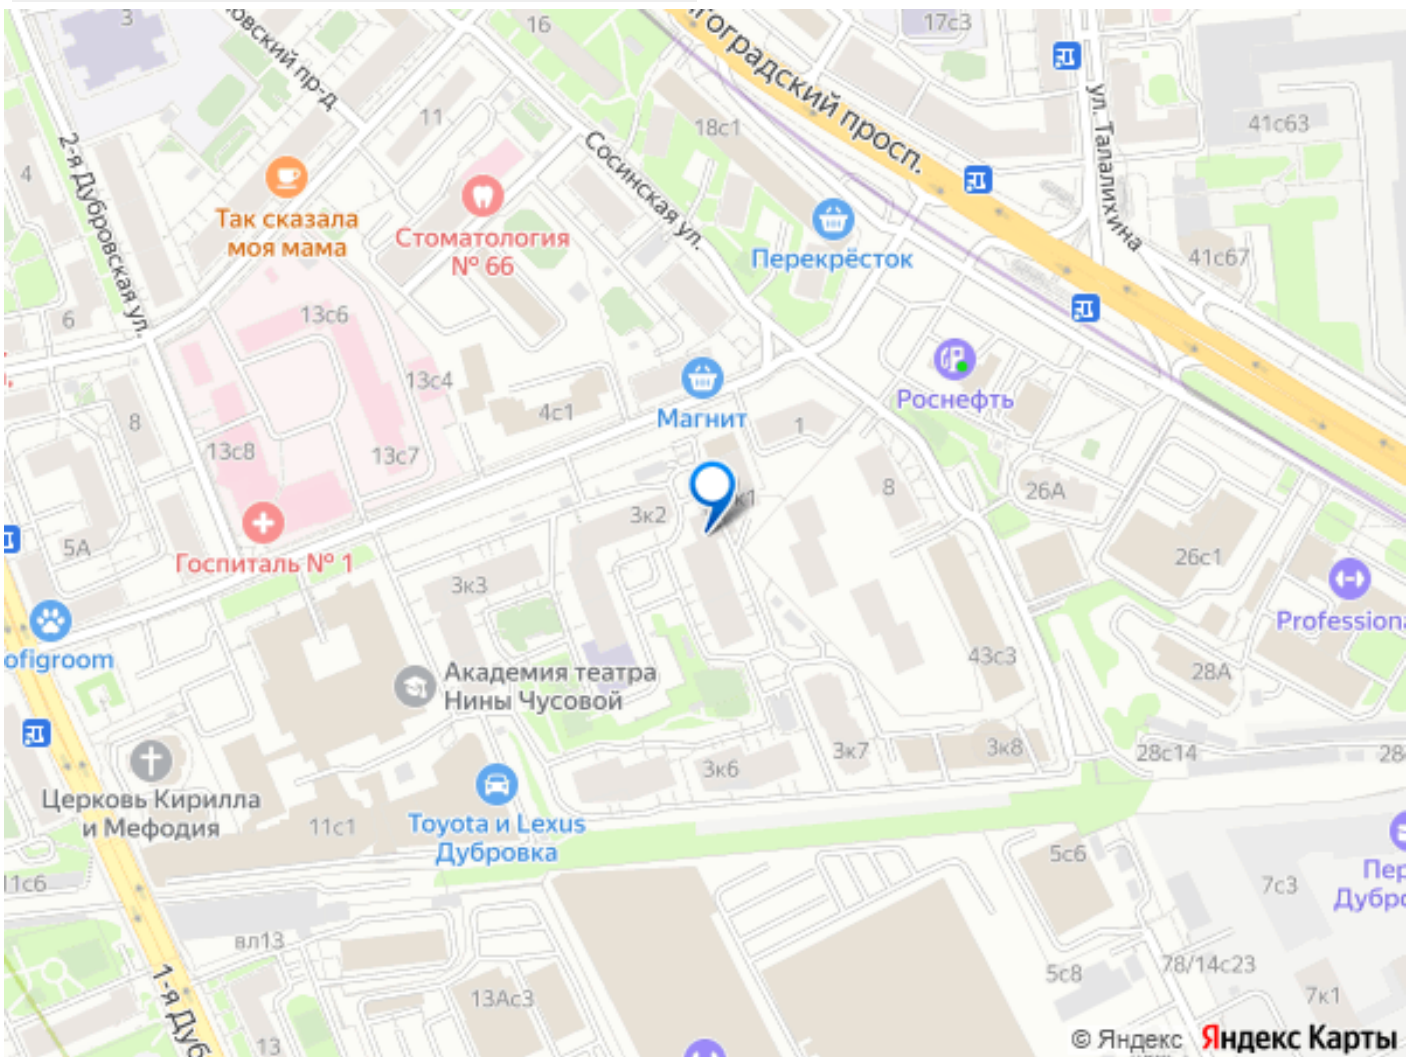 3
16
17с3
гоградский просп.
овский пр-д
11
18с1
ул. Талалихина
41с63
2-я Дубровская ул.
4
Сосинская ул.
Так сказала
моя мама
Стоматология
№ 66
Перекрёсток
41с67
6
13с6
13с4
Роснефть
4с1
Магнит
1
8
13с8
13с7
8
26А
3к2
к1
5А
Госпиталь № 1
26с1
3к3
Professiona
ofigroom
43с3
28А
Академия театра
Нины Чусовой
3к7
3к8
28с14
28
3к6
Церковь Кирилла
и Мефодия
11с1
Toyota и Lexus
Дубровка
5с6
11с6
7с3
Пер
Дубро
вл13
78/14с23
5с8
13Ас3
7к1
1-я Дуб
13
© Яндекс Яндекс Карты